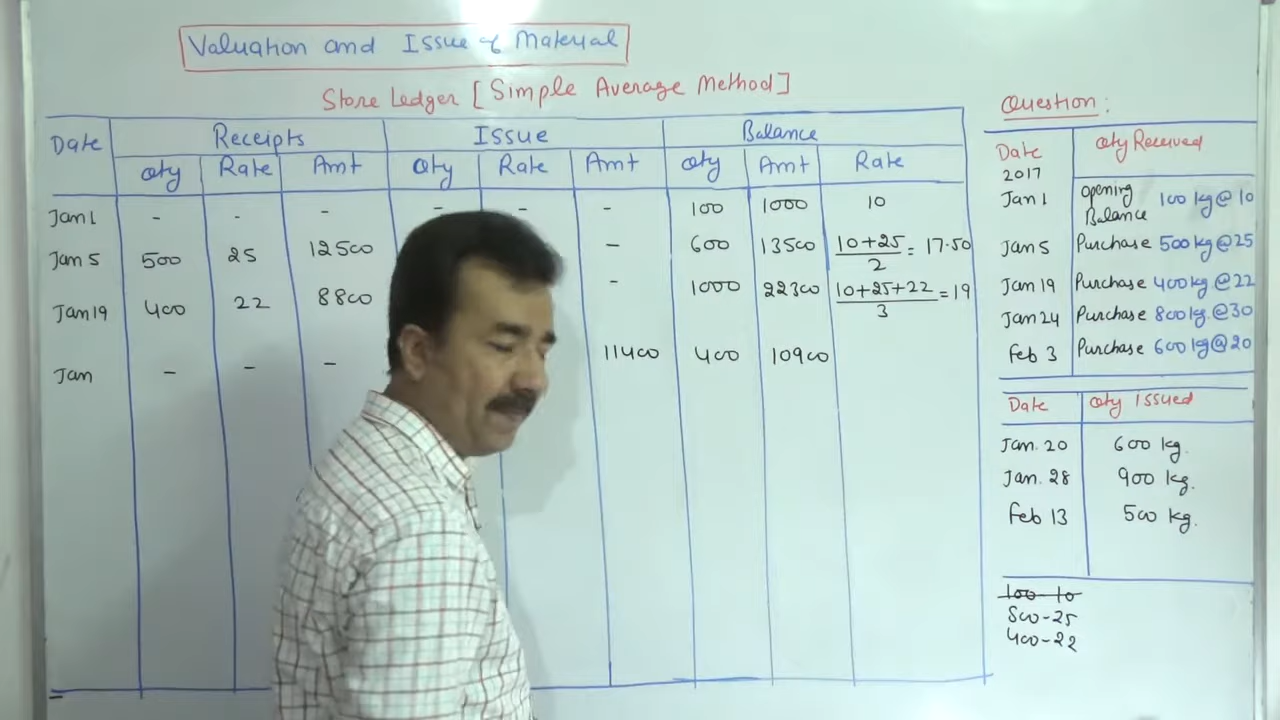 Valuation and Issue of Material
Store Ledger [Simple Average Method]
Date Receipts Issue Balance
Qty Rate Amt Qty Rate Amt Qty Amt Rate
Jan 1 - - - - - - 100 1000 10
Jan 5 500 25 12500 - 600 13500 10+25/2 = 17.50
Jan 19 400 22 8800 - 1000 22300 10+25+22/3 = 19
Jan - - - 11400 400 10900
Question:
Date 2017 Qty Received
Jan 1 Opening Balance 100 kg @ 10
Jan 5 Purchase 500 kg @ 25
Jan 19 Purchase 400 kg @ 22
Jan 24 Purchase 800 kg. @ 30
Feb 3 Purchase 600 kg @ 20
Date Qty Issued
Jan. 20 600 kg.
Jan. 28 900 kg.
Feb 13 500 kg.
100-10
500-25
400-22